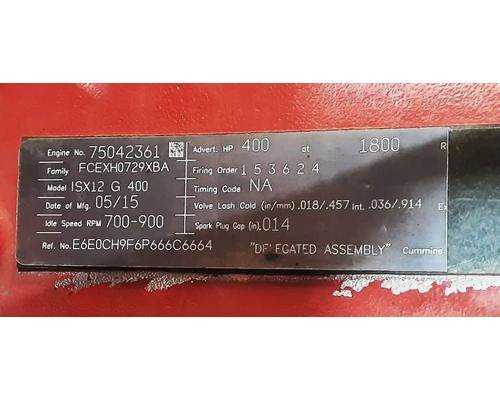 Engine No. 75042361 Advert. HP 400 at 1800 R
Family FCEXH0729XBA Firing Order 1 5 3 6 2 4
Model ISX12 G 400 Timing Code NA
Date of Mfg. 05/15 Valve Lash Cold (in/mm) .018/.457 Int. .036/.914 E
Idle Speed RPM 700-900 Spark Plug Gap (in) .014
Ref. No. E6E0CH9F6P666C6664 "DELEGATED ASSEMBLY" Cummins